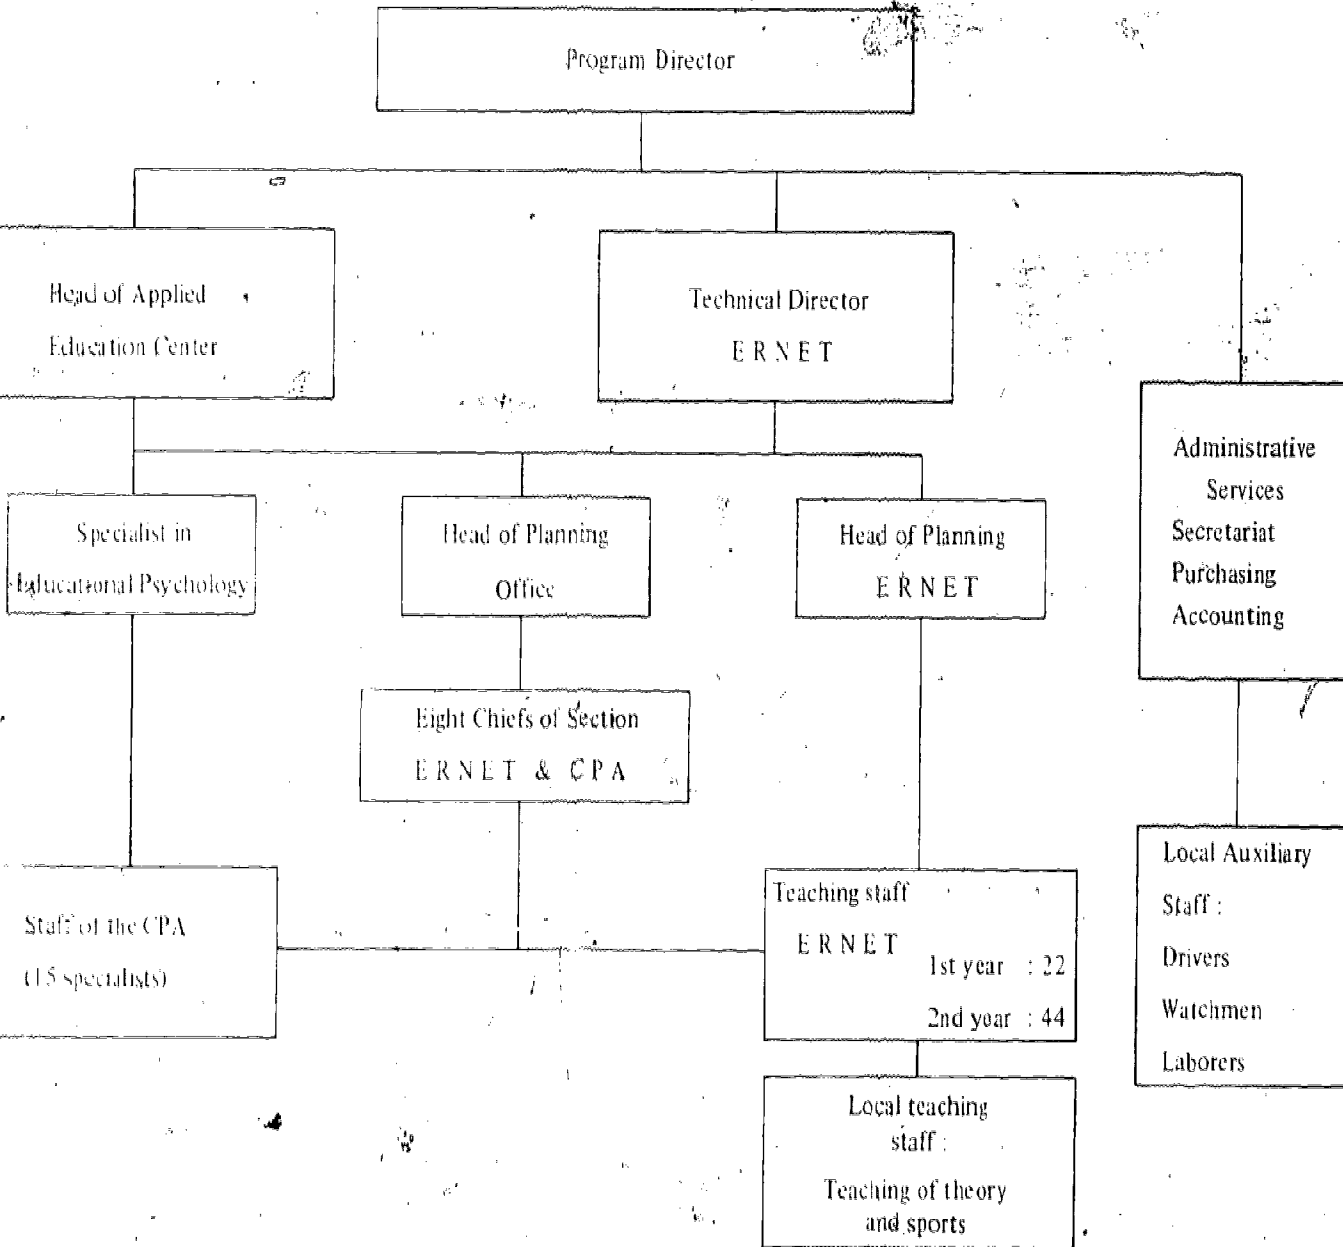 Program Director
Head of Applied
Education Center
Technical Director
E R N E T
Administrative
Services
Secretariat
Purchasing
Accounting
Specialist in
Educational Psychology
Head of Planning
Office
Head of Planning
E R N E T
Eight Chiefs of Section
E R N E T & C P A
Local Auxiliary
Staff :
Drivers
Watchmen
Laborers
Staff of the CPA
(15 specialists)
Teaching staff
E R N E T
1st year : 22
2nd year : 44
Local teaching
staff :
Teaching of theory
and sports